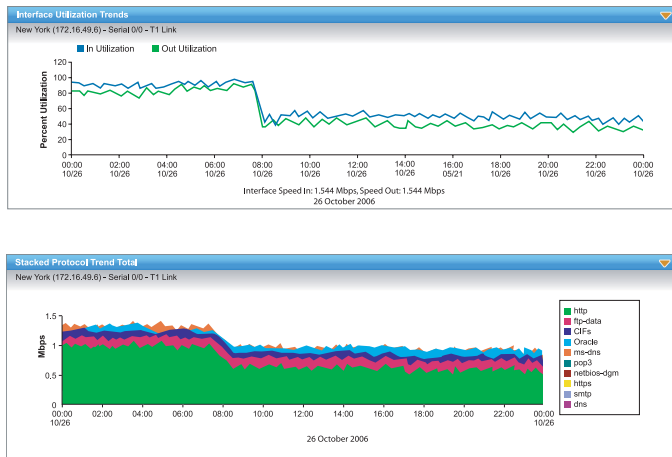 Interface Utilization Trends
New York (172.16.49.6) - Serial 0/0 - T1 Link
In Utilization Out Utilization
Percent Utilization
120
100
80
60
40
20
0
00:00 02:00 04:00 06:00 08:00 10:00 12:00 14:00 16:00 18:00 20:00 22:00 00:00
10/26 10/26 10/26 10/26 10/26 10/26 10/26 10/26 05/21 10/26 10/26 10/26 10/26
Interface Speed In: 1.544 Mbps, Speed Out: 1.544 Mbps
26 October 2006
Stacked Protocol Trend Total
New York (172.16.49.6) - Serial 0/0 - T1 Link
Mbps
1.5
1
0.5
0
00:00 02:00 04:00 06:00 08:00 10:00 12:00 14:00 16:00 18:00 20:00 22:00 00:00
10/26 10/26
26 October 2006
http
ftp-data
CIFs
Oracle
ms-dns
pop3
netbios-dgm
https
smtp
dns